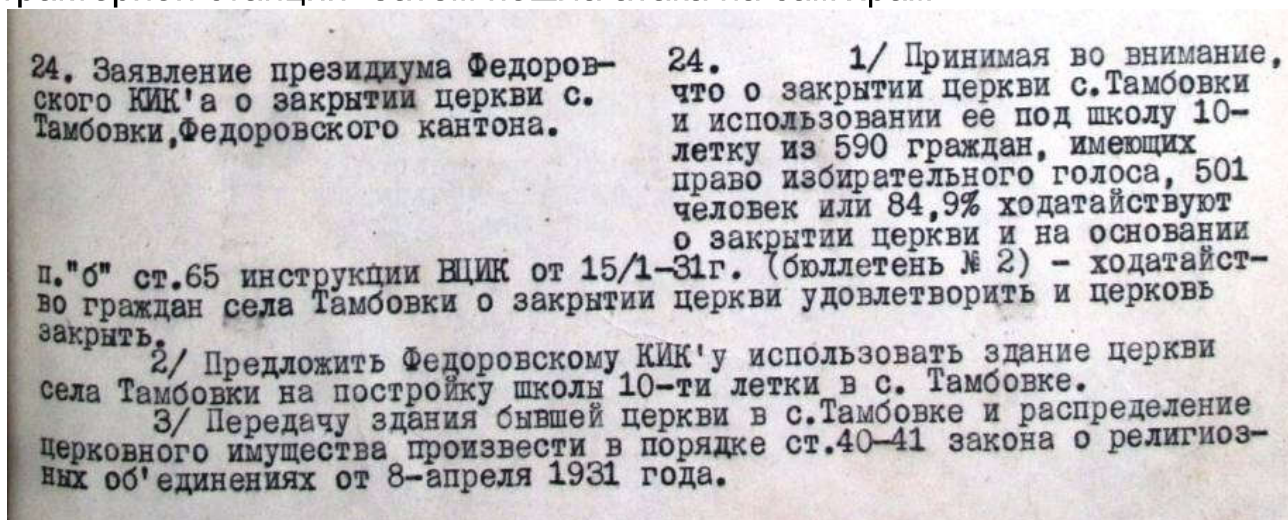 24. Заявление президиума Федоров-
ского КИК'а о закрытии церкви с.
Тамбовки,Федоровского кантона.
24. 1/ Принимая во внимание,
что о закрытии церкви с.Тамбовки
и использовании ее под школу 10-
летку из 590 граждан, имеющих
право избирательного голоса, 501
человек или 84,9% ходатайствуют
о закрытии церкви и на основании
п."б" ст.65 инструкции ВЦИК от 15/1-31г. (бюллетень № 2) - ходатайст-
во граждан села Тамбовки о закрытии церкви удовлетворить и церковь
закрыть.
2/ Предложить Федоровскому КИК'у использовать здание церкви
села Тамбовки на постройку школы 10-ти летки в с. Тамбовке.
3/ Передачу здания бывшей церкви в с.Тамбовке и распределение
церковного имущества произвести в порядке ст.40-41 закона о религиоз-
ных об'единениях от 8-апреля 1931 года.